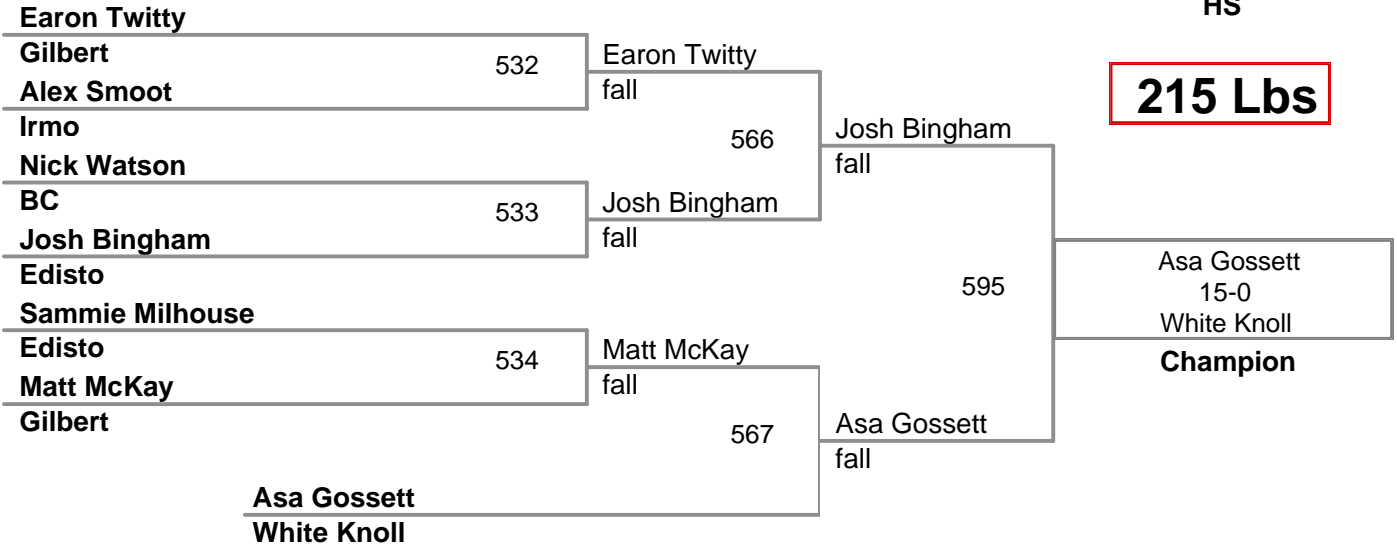 HS
215 Lbs
Earon Twitty
Gilbert
532
Alex Smoot
Irmo
Nick Watson
BC
533
Josh Bingham
Edisto
Sammie Milhouse
Edisto
534
Matt McKay
Gilbert
Earon Twitty
fall
566
Josh Bingham
fall
Matt McKay
fall
567
Asa Gossett
White Knoll
Josh Bingham
fall
595
Asa Gossett
fall
Asa Gossett
15-0
White Knoll
Champion